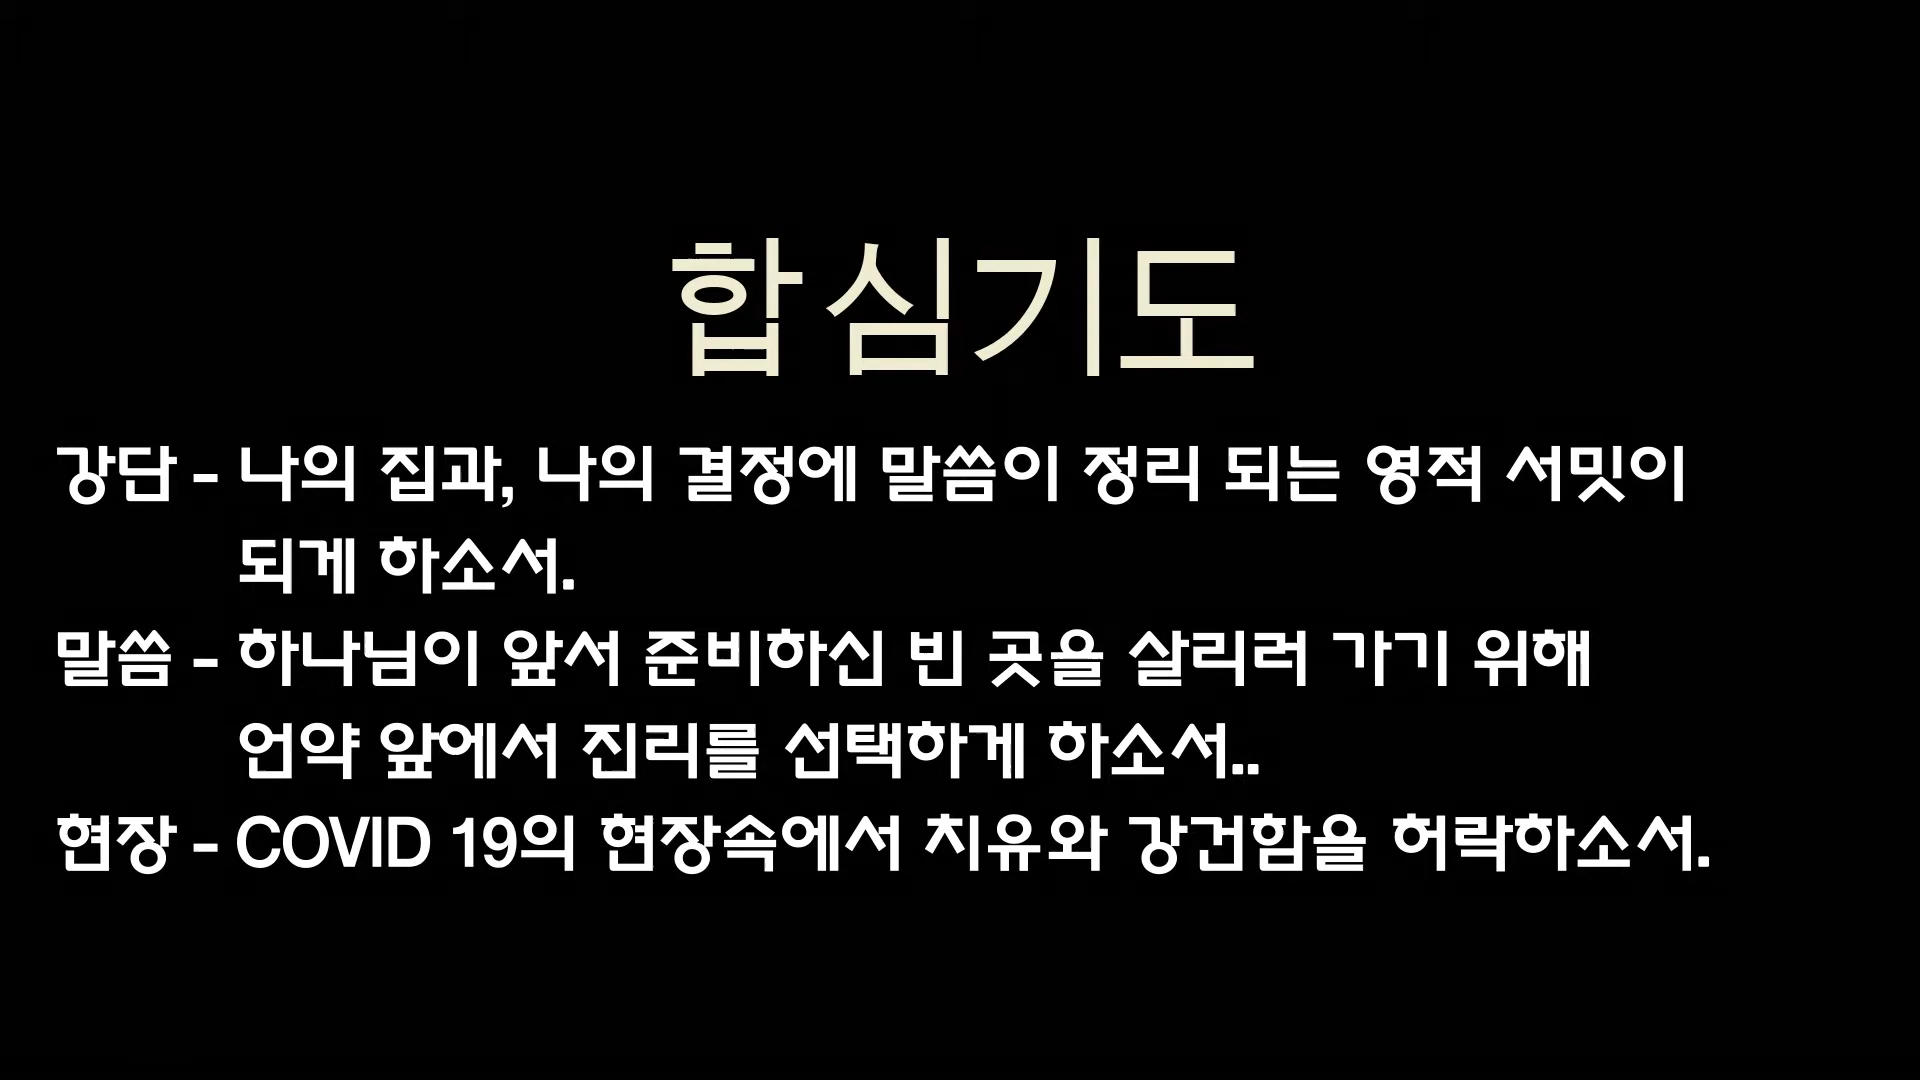 합심기도
강단 - 나의 집과, 나의 결정에 말씀이 정리 되는 영적 서밋이
되게 하소서.
말씀 - 하나님이 앞서 준비하신 빈 곳을 살리러 가기 위해
언약 앞에서 진리를 선택하게 하소서..
현장 - COVID 19의 현장속에서 치유와 강건함을 허락하소서.